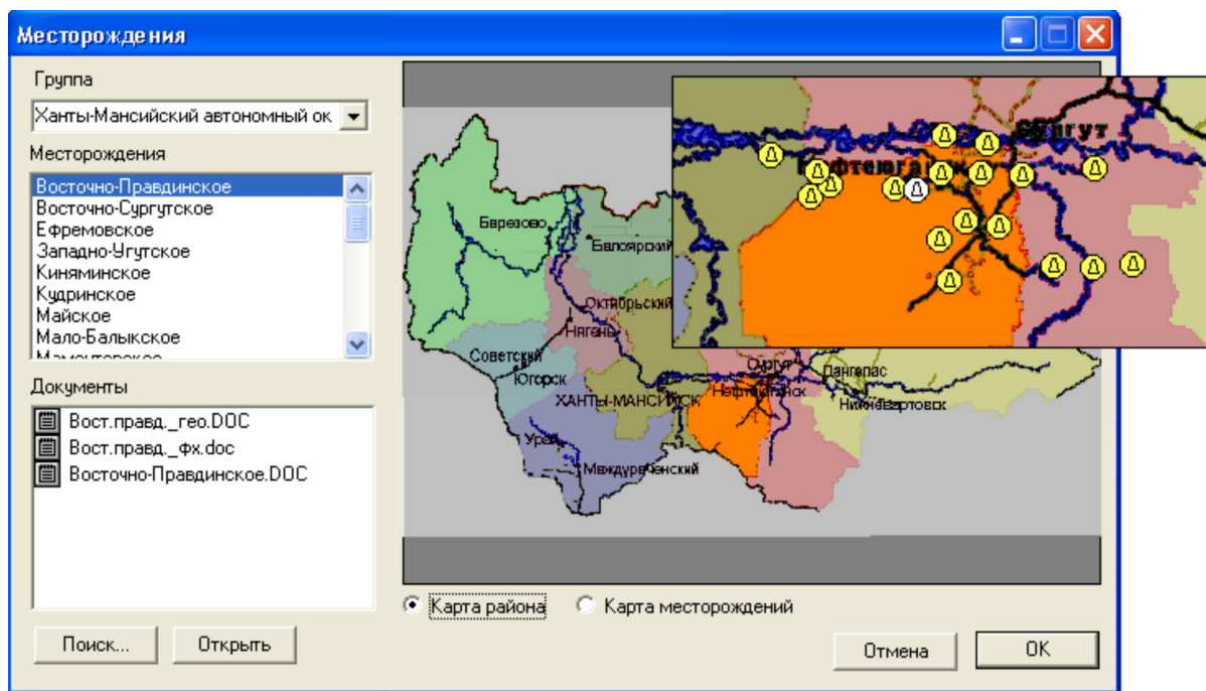 Месторождения
Группа
Ханты-Мансийский автономный ок
Месторождения
Восточно-Правдинское
Восточно-Сургутское
Ефремовское
Западно-Угутское
Киняминское
Кудринское
Майское
Мало-Балыкское
Документы
Вост.правд._гео.DOC
Вост.правд._фх.doc
Восточно-Правдинское.DOC
Поиск...
Открыть
Сургут
Березово
Белоярский
Октябрьский
Нягань
Советский
Югорск
Сургут
Лангепас
ХАНТЫ-МАНСИЙСК
Нефтеюганск
Нижневартовск
Урай
Междуреченский
Карта района
Карта месторождений
Отмена
OK